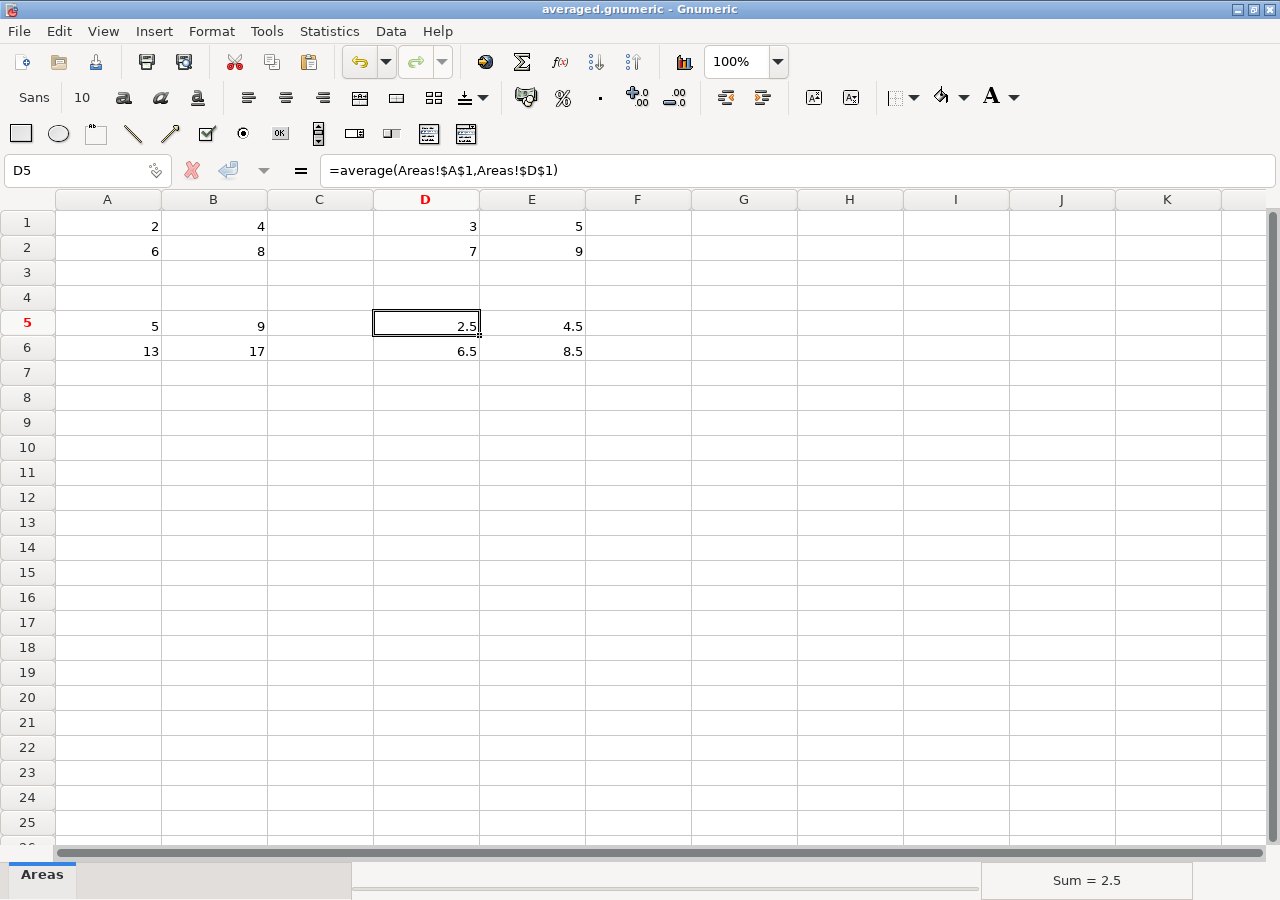 averaged.gnumeric - Gnumeric
File Edit View Insert Format Tools Statistics Data Help
f(x) 100%
Sans 10 a a a % .
OK
D5 =average(Areas!$A$1,Areas!$D$1)
A B C D E F G H I J K
1 2 4 3 5
2 6 8 7 9
3
4
5 5 9 2.5 4.5
6 13 17 6.5 8.5
7
8
9
10
11
12
13
14
15
16
17
18
19
20
21
22
23
24
25
Areas Sum = 2.5